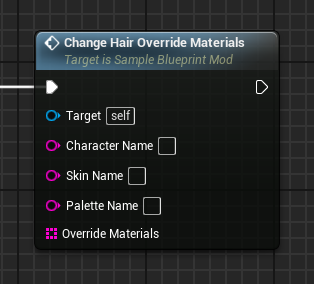 Change Hair Override Materials
Target is Sample Blueprint Mod
Target self
Character Name
Skin Name
Palette Name
Override Materials